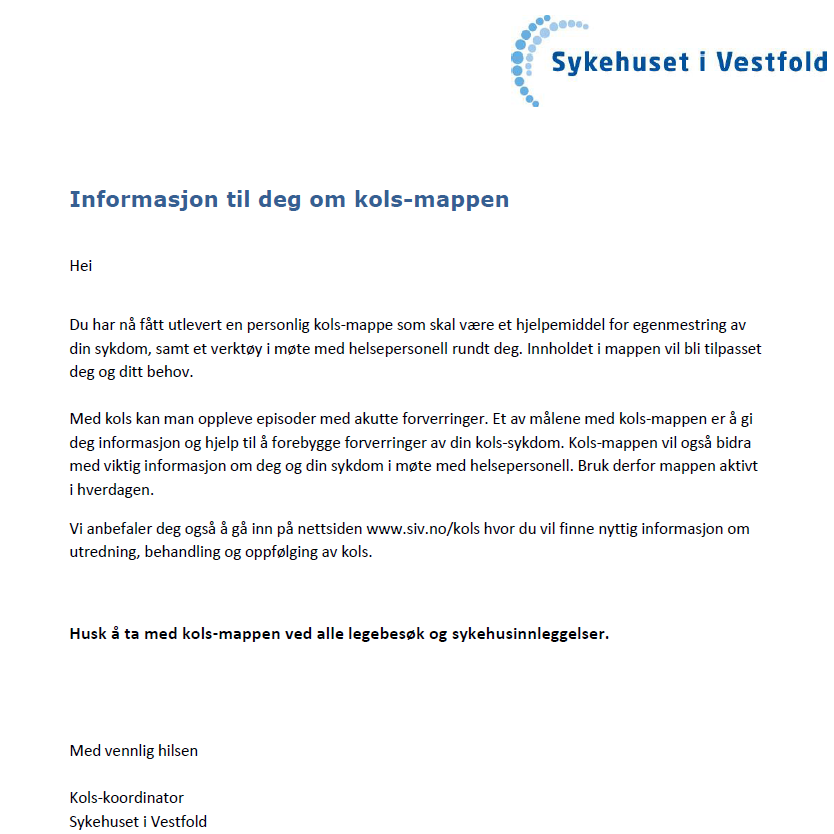 Sykehuset i Vestfold
Informasjon til deg om kols-mappen
Hei
Du har nå fått utlevert en personlig kols-mappe som skal være et hjelpemiddel for egenmestring av
din sykdom, samt et verktøy i møte med helsepersonell rundt deg. Innholdet i mappen vil bli tilpasset
deg og ditt behov.
Med kols kan man oppleve episoder med akutte forverringer. Et av målene med kols-mappen er å gi
deg informasjon og hjelp til å forebygge forverringer av din kols-sykdom. Kols-mappen vil også bidra
med viktig informasjon om deg og din sykdom i møte med helsepersonell. Bruk derfor mappen aktivt
i hverdagen.
Vi anbefaler deg også å gå inn på nettsiden www.siv.no/kols hvor du vil finne nyttig informasjon om
utredning, behandling og oppfølging av kols.
Husk å ta med kols-mappen ved alle legebesøk og sykehusinnleggelser.
Med vennlig hilsen
Kols-koordinator
Sykehuset i Vestfold